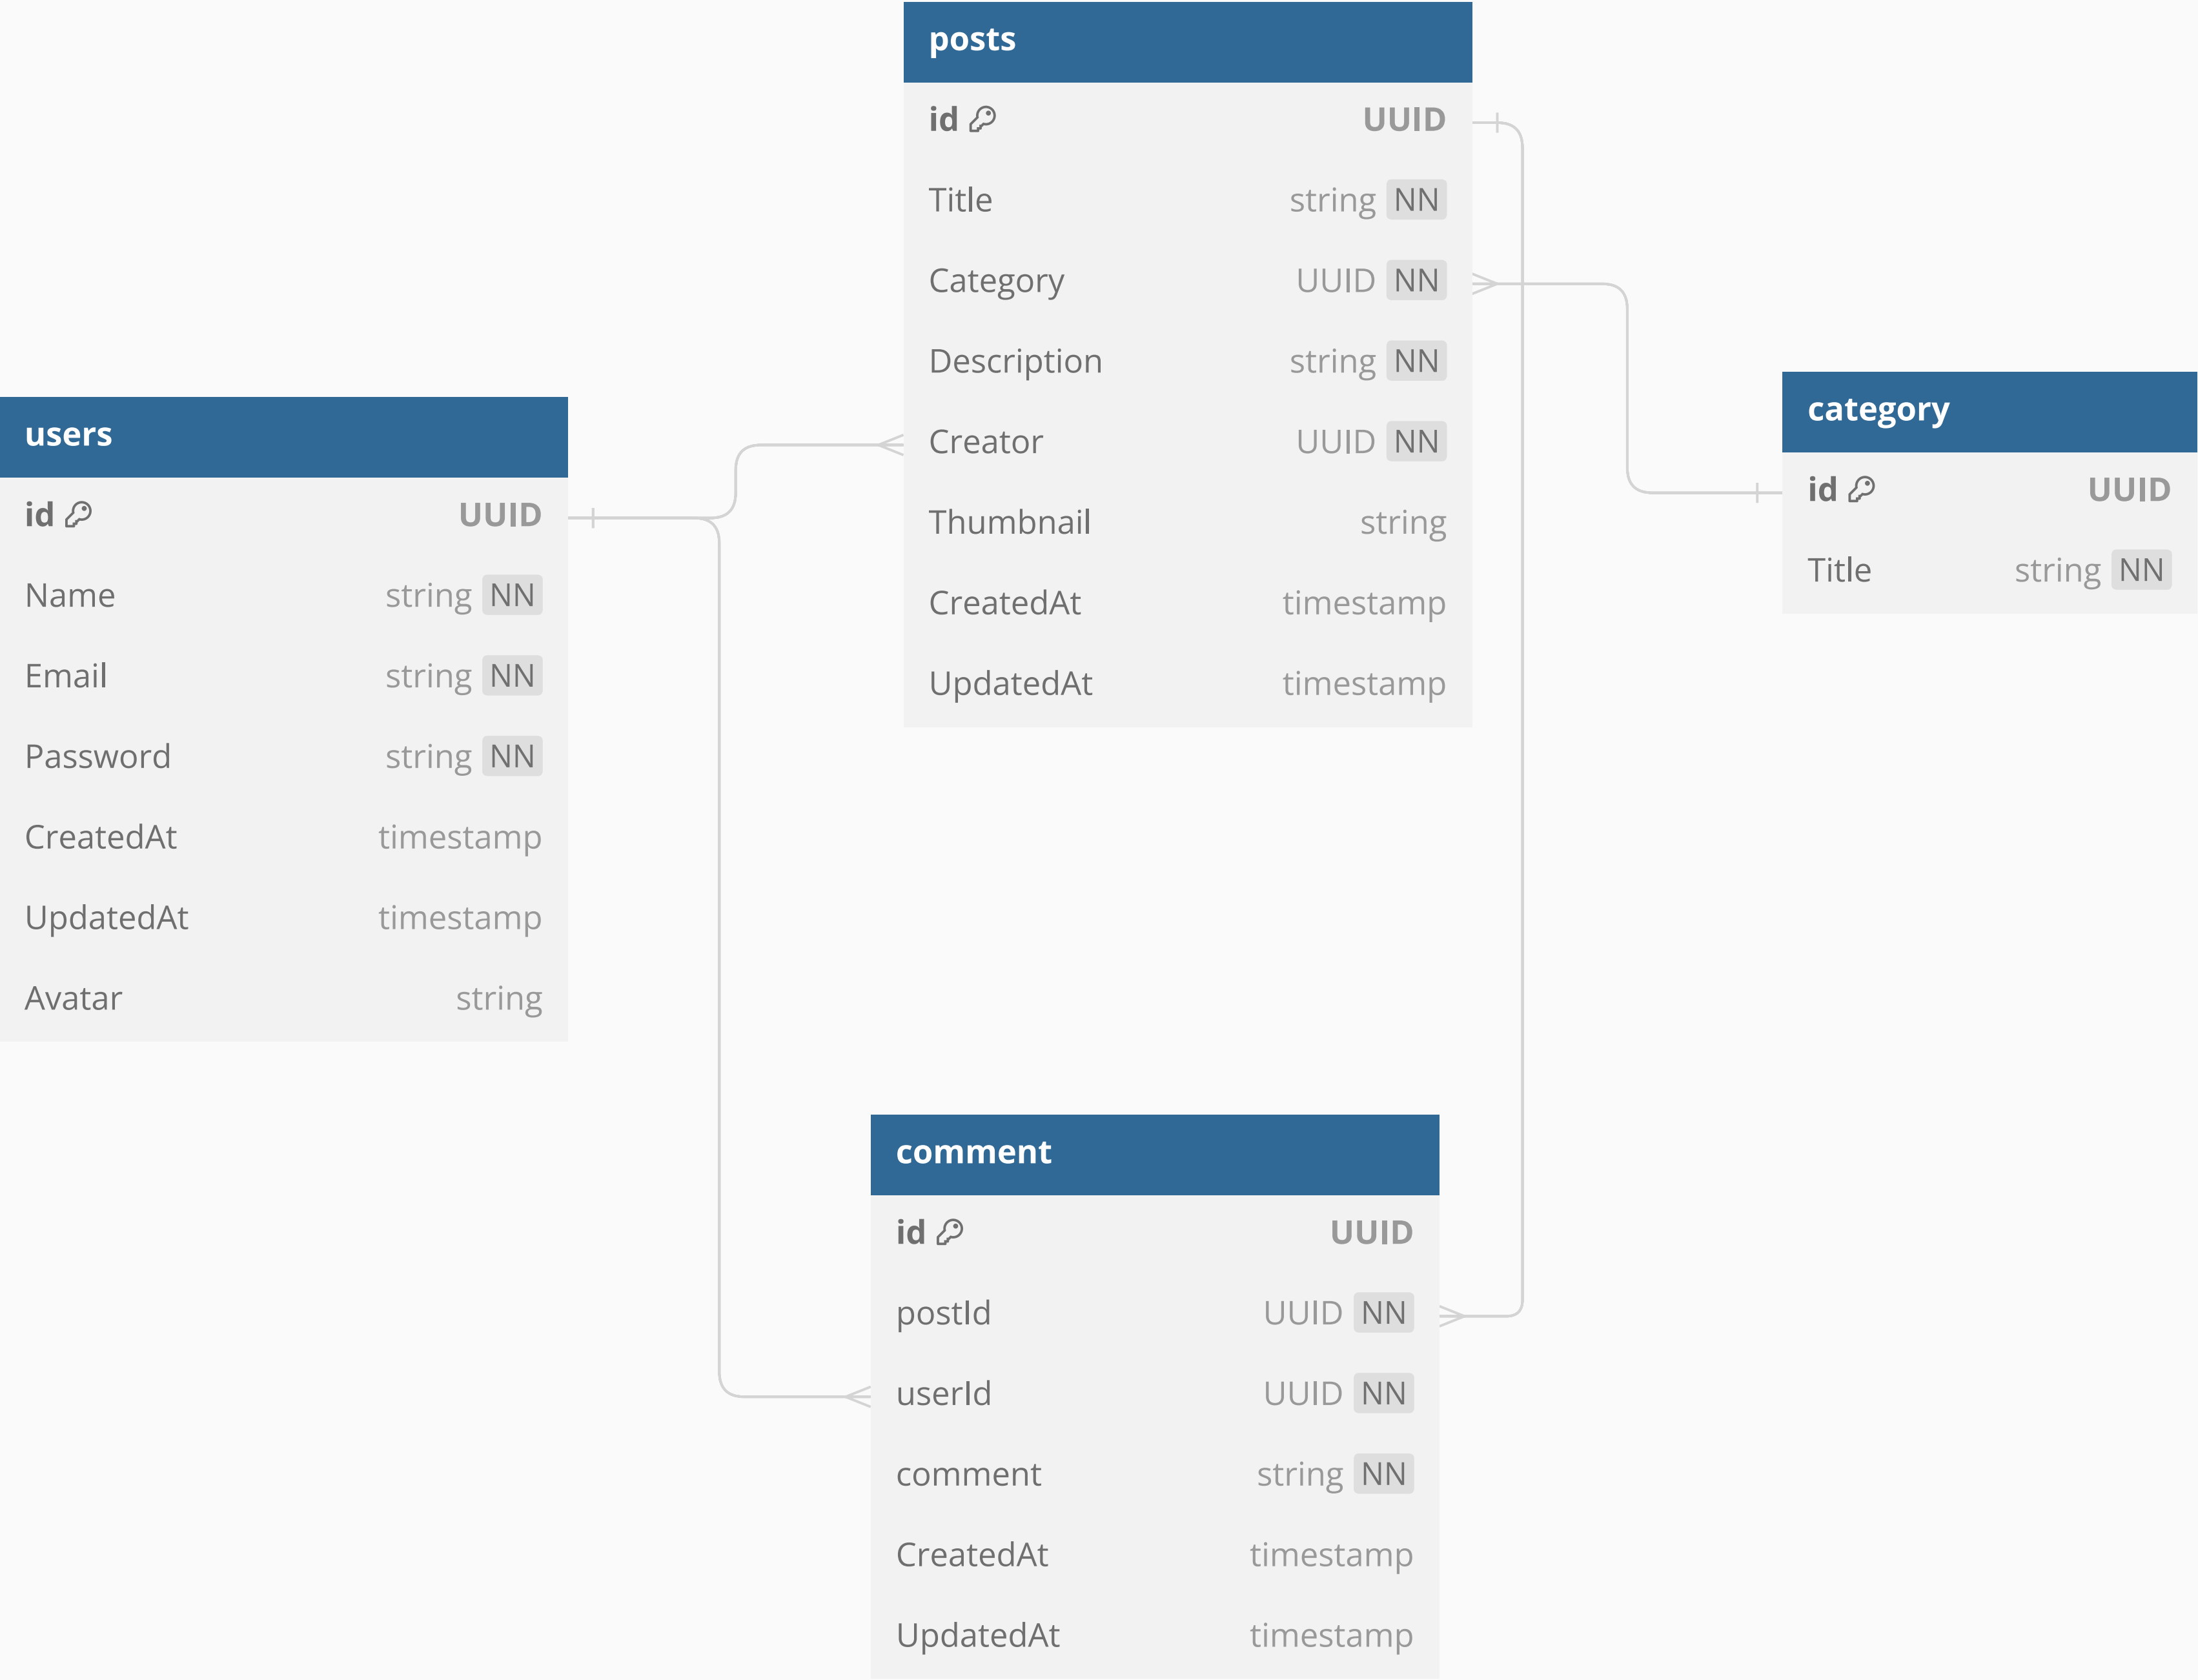 posts
id UUID
Title string NN
Category UUID NN
Description string NN
Creator UUID NN
Thumbnail string
CreatedAt timestamp
UpdatedAt timestamp
users
id UUID
Name string NN
Email string NN
Password string NN
CreatedAt timestamp
UpdatedAt timestamp
Avatar string
category
id UUID
Title string NN
comment
id UUID
postId UUID NN
userId UUID NN
comment string NN
CreatedAt timestamp
UpdatedAt timestamp